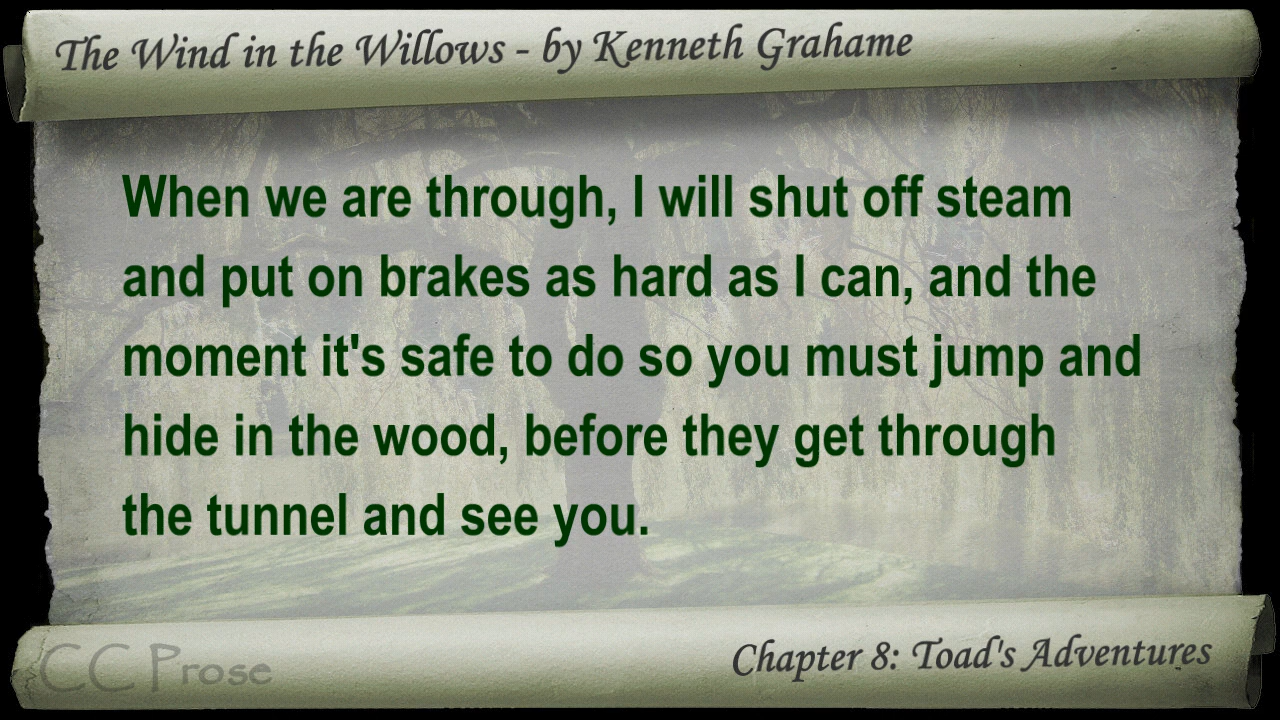 The Wind in the Willows - by Kenneth Grahame
When we are through, I will shut off steam
and put on brakes as hard as I can, and the
moment it's safe to do so you must jump and
hide in the wood, before they get through
the tunnel and see you.
CC Prose
Chapter 8: Toad's Adventures